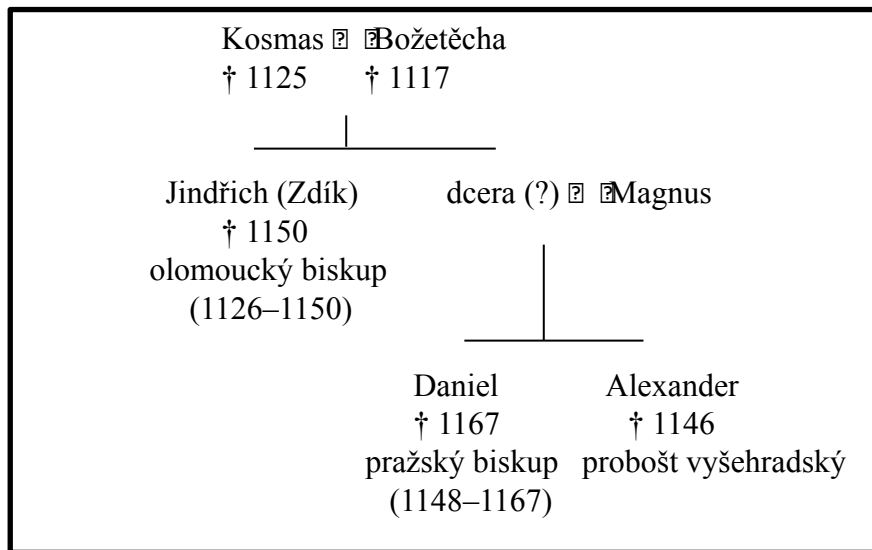 Kosmas ⍰ ⍰Božetěcha
† 1125 † 1117
Jindřich (Zdík) dcera (?) ⍰ ⍰Magnus
† 1150
olomoucký biskup
(1126–1150)
Daniel Alexander
† 1167 † 1146
pražský biskup probošt vyšehradský
(1148–1167)